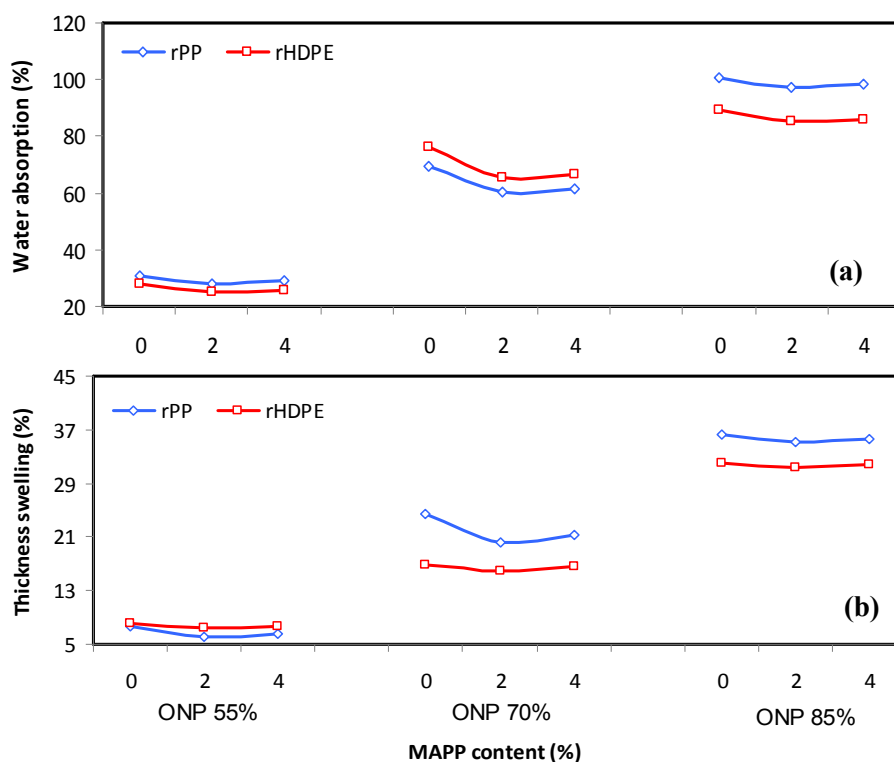 120
100
80
60
40
20
Water absorption (%)
rPP rHDPE
(a)
0 2 4 0 2 4 0 2 4
45
37
29
21
13
5
Thickness swelling (%)
rPP rHDPE
(b)
0 2 4 0 2 4 0 2 4
ONP 55% ONP 70% ONP 85%
MAPP content (%)